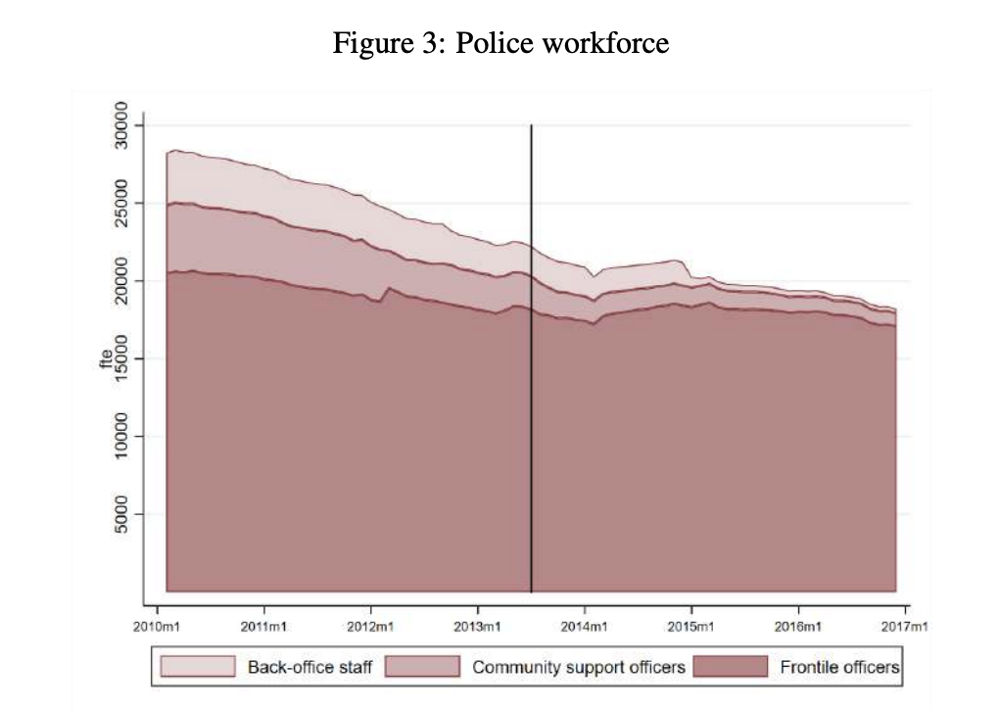 Figure 3: Police workforce
30000
25000
20000
15000
10000
5000
fte
2010m1 2011m1 2012m1 2013m1 2014m1 2015m1 2016m1 2017m1
Back-office staff Community support officers Frontile officers